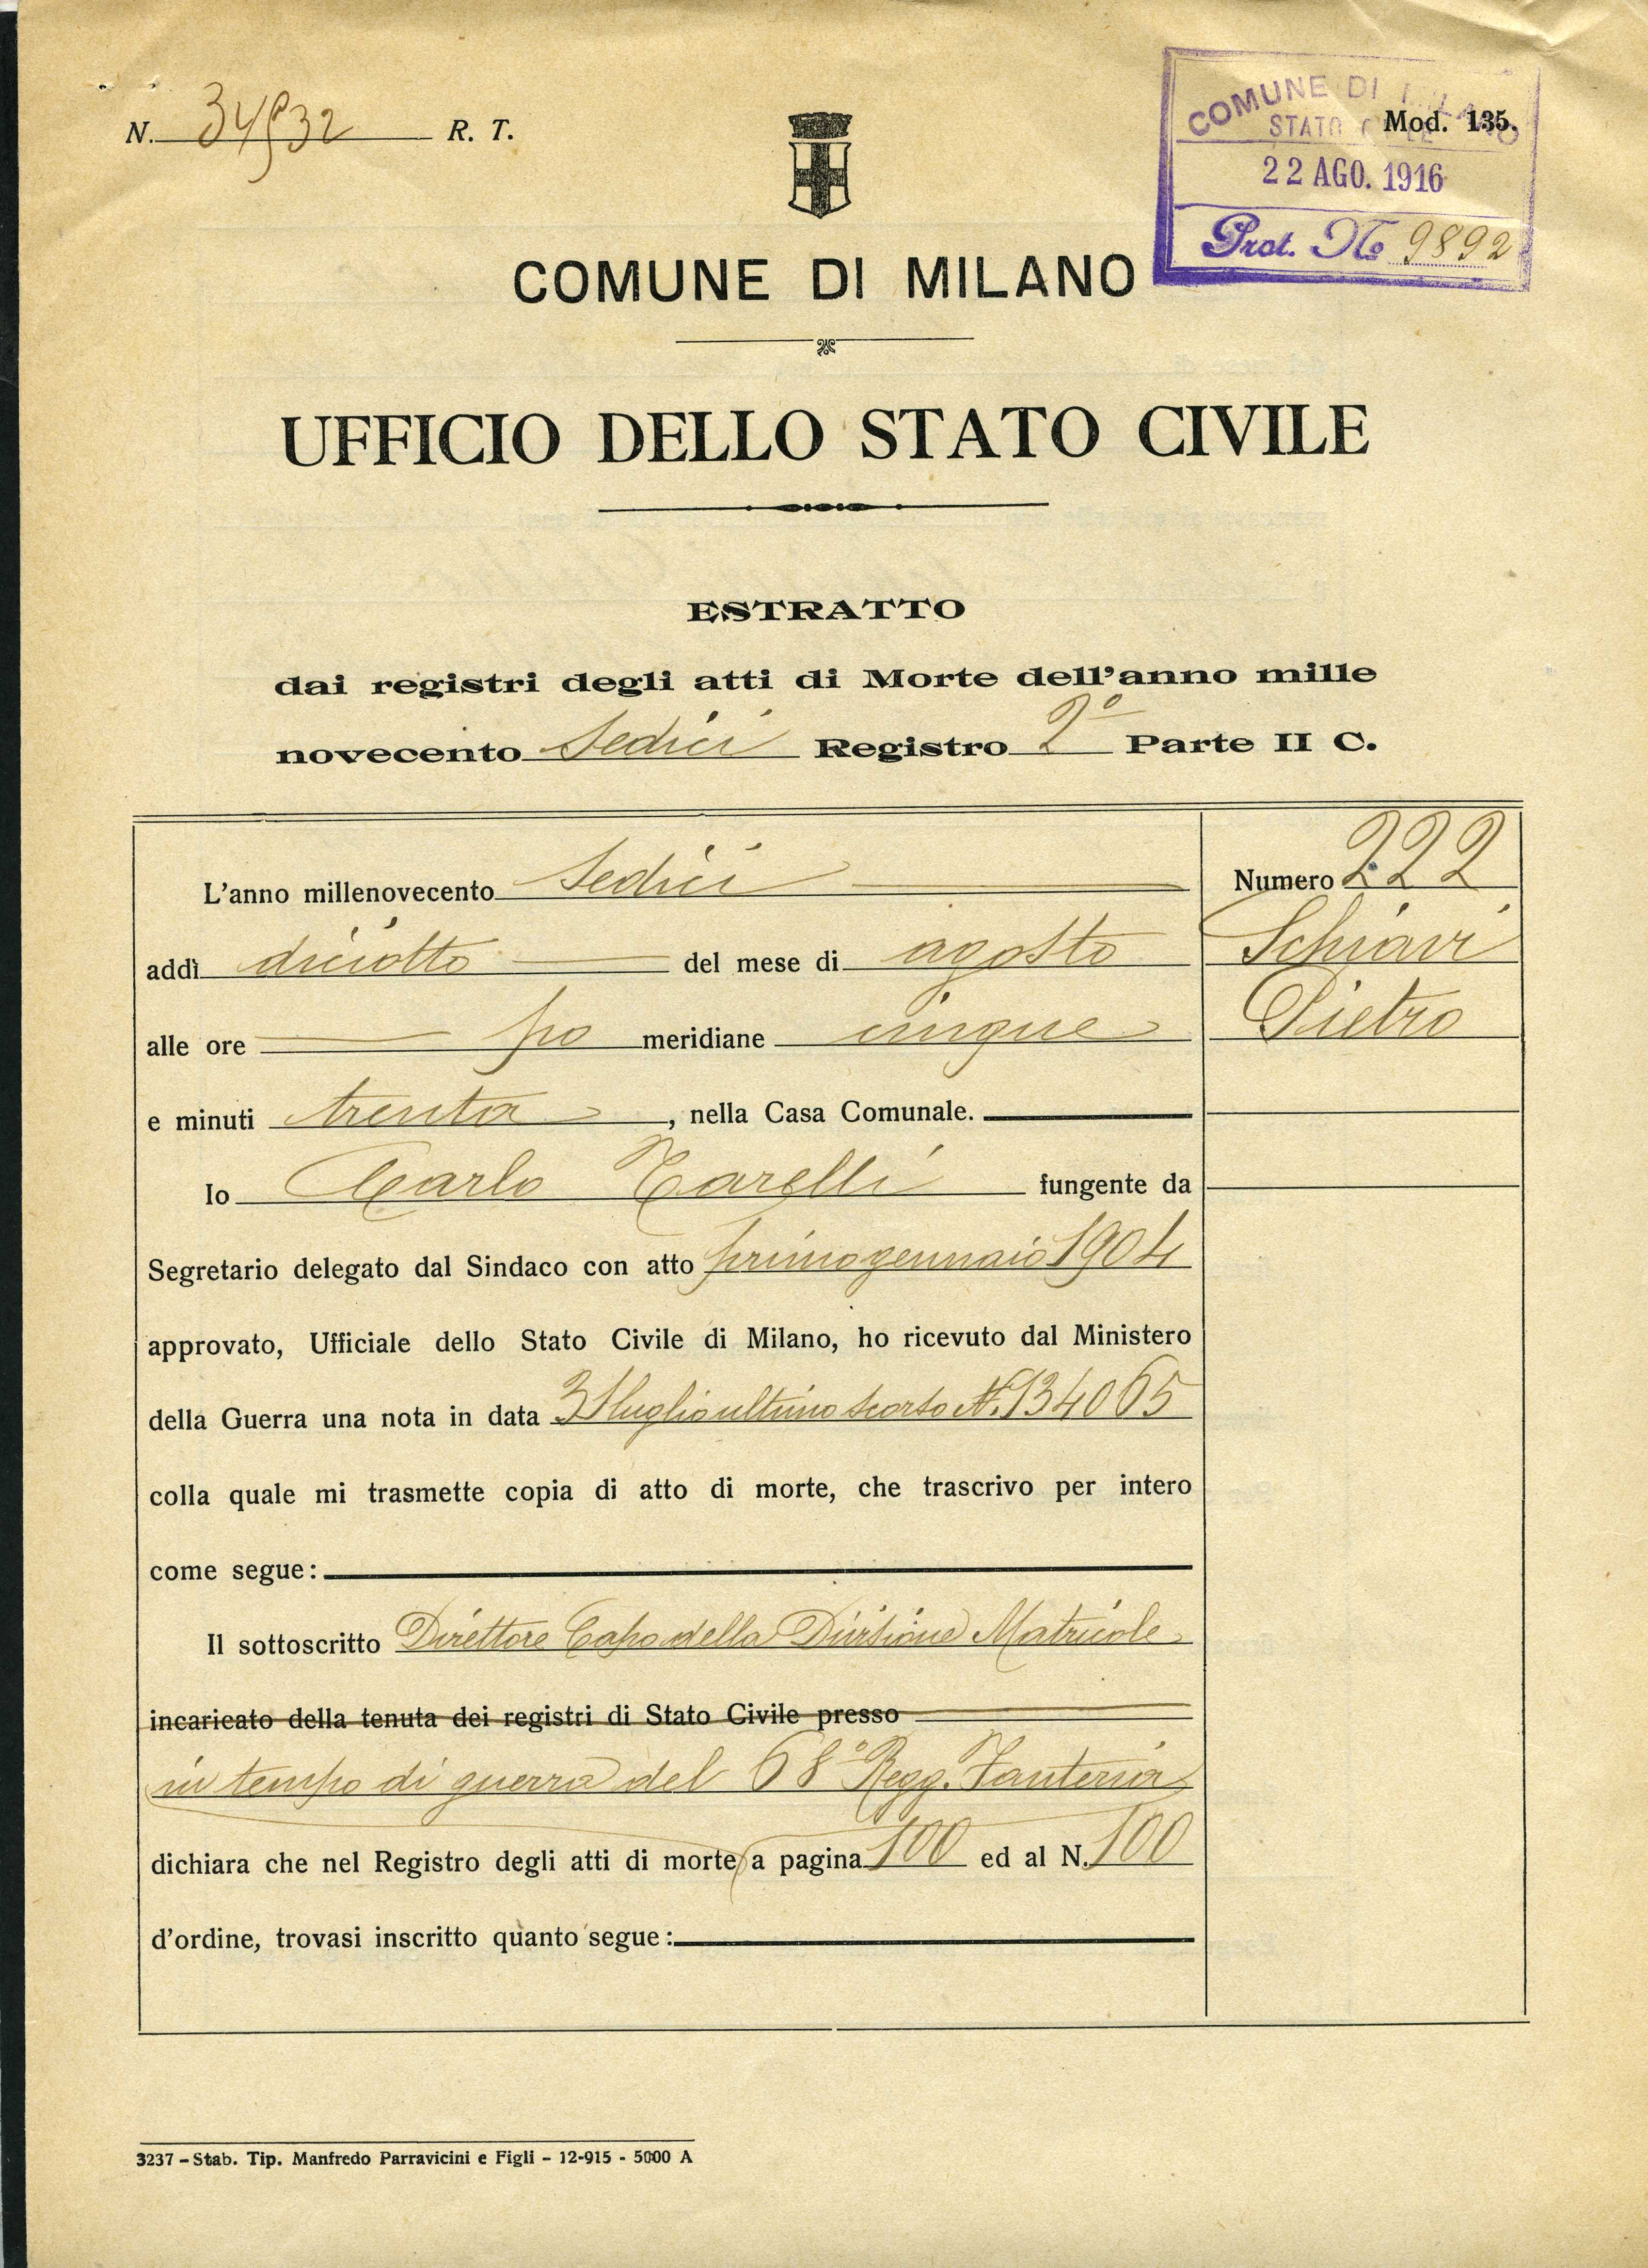 N. 34532 R. T.
COMUNE DI MILANO
STATO CIVILE
Mod. 135.
22 AGO. 1916
Prot. No 9892
COMUNE DI MILANO
UFFICIO DELLO STATO CIVILE
ESTRATTO
dai registri degli atti di Morte dell'anno mille
novecento Sedici Registro 2º Parte II C.
L'anno millenovecento Sedici
Numero 222
addì diciotto del mese di agosto
Schiavi
alle ore po meridiane cinque
Pietro
e minuti trenta, nella Casa Comunale.
Io Carlo Tarelli fungente da
Segretario delegato dal Sindaco con atto primo gennaio 1904
approvato, Ufficiale dello Stato Civile di Milano, ho ricevuto dal Ministero
della Guerra una nota in data 31 luglio ultimo scorso N. 134065
colla quale mi trasmette copia di atto di morte, che trascrivo per intero
come segue:
Il sottoscritto Direttore Capo della Divisione Matricole
incaricato della tenuta dei registri di Stato Civile presso
in tempo di guerra del 68º Regg. Fanteria
dichiara che nel Registro degli atti di morte a pagina 100 ed al N. 100
d'ordine, trovasi inscritto quanto segue:
3237 – Stab. Tip. Manfredo Parravicini e Figli – 12-915 - 5000 A